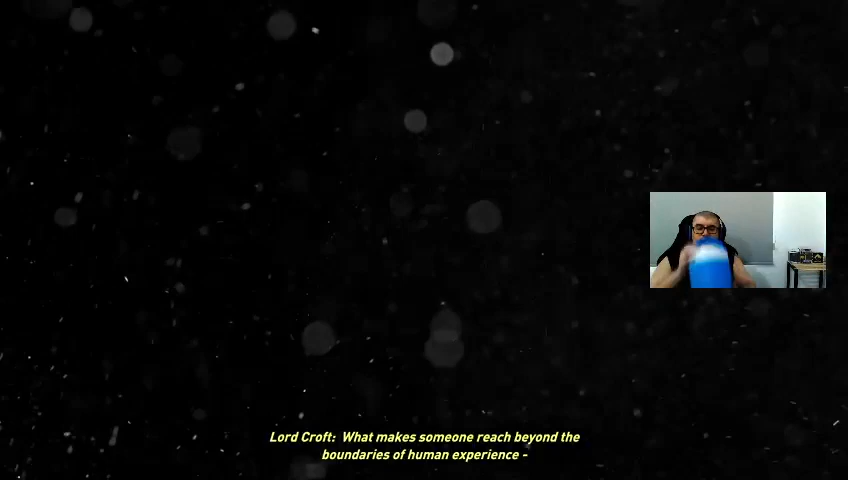 Lord Croft: What makes someone reach beyond the
boundaries of human experience -